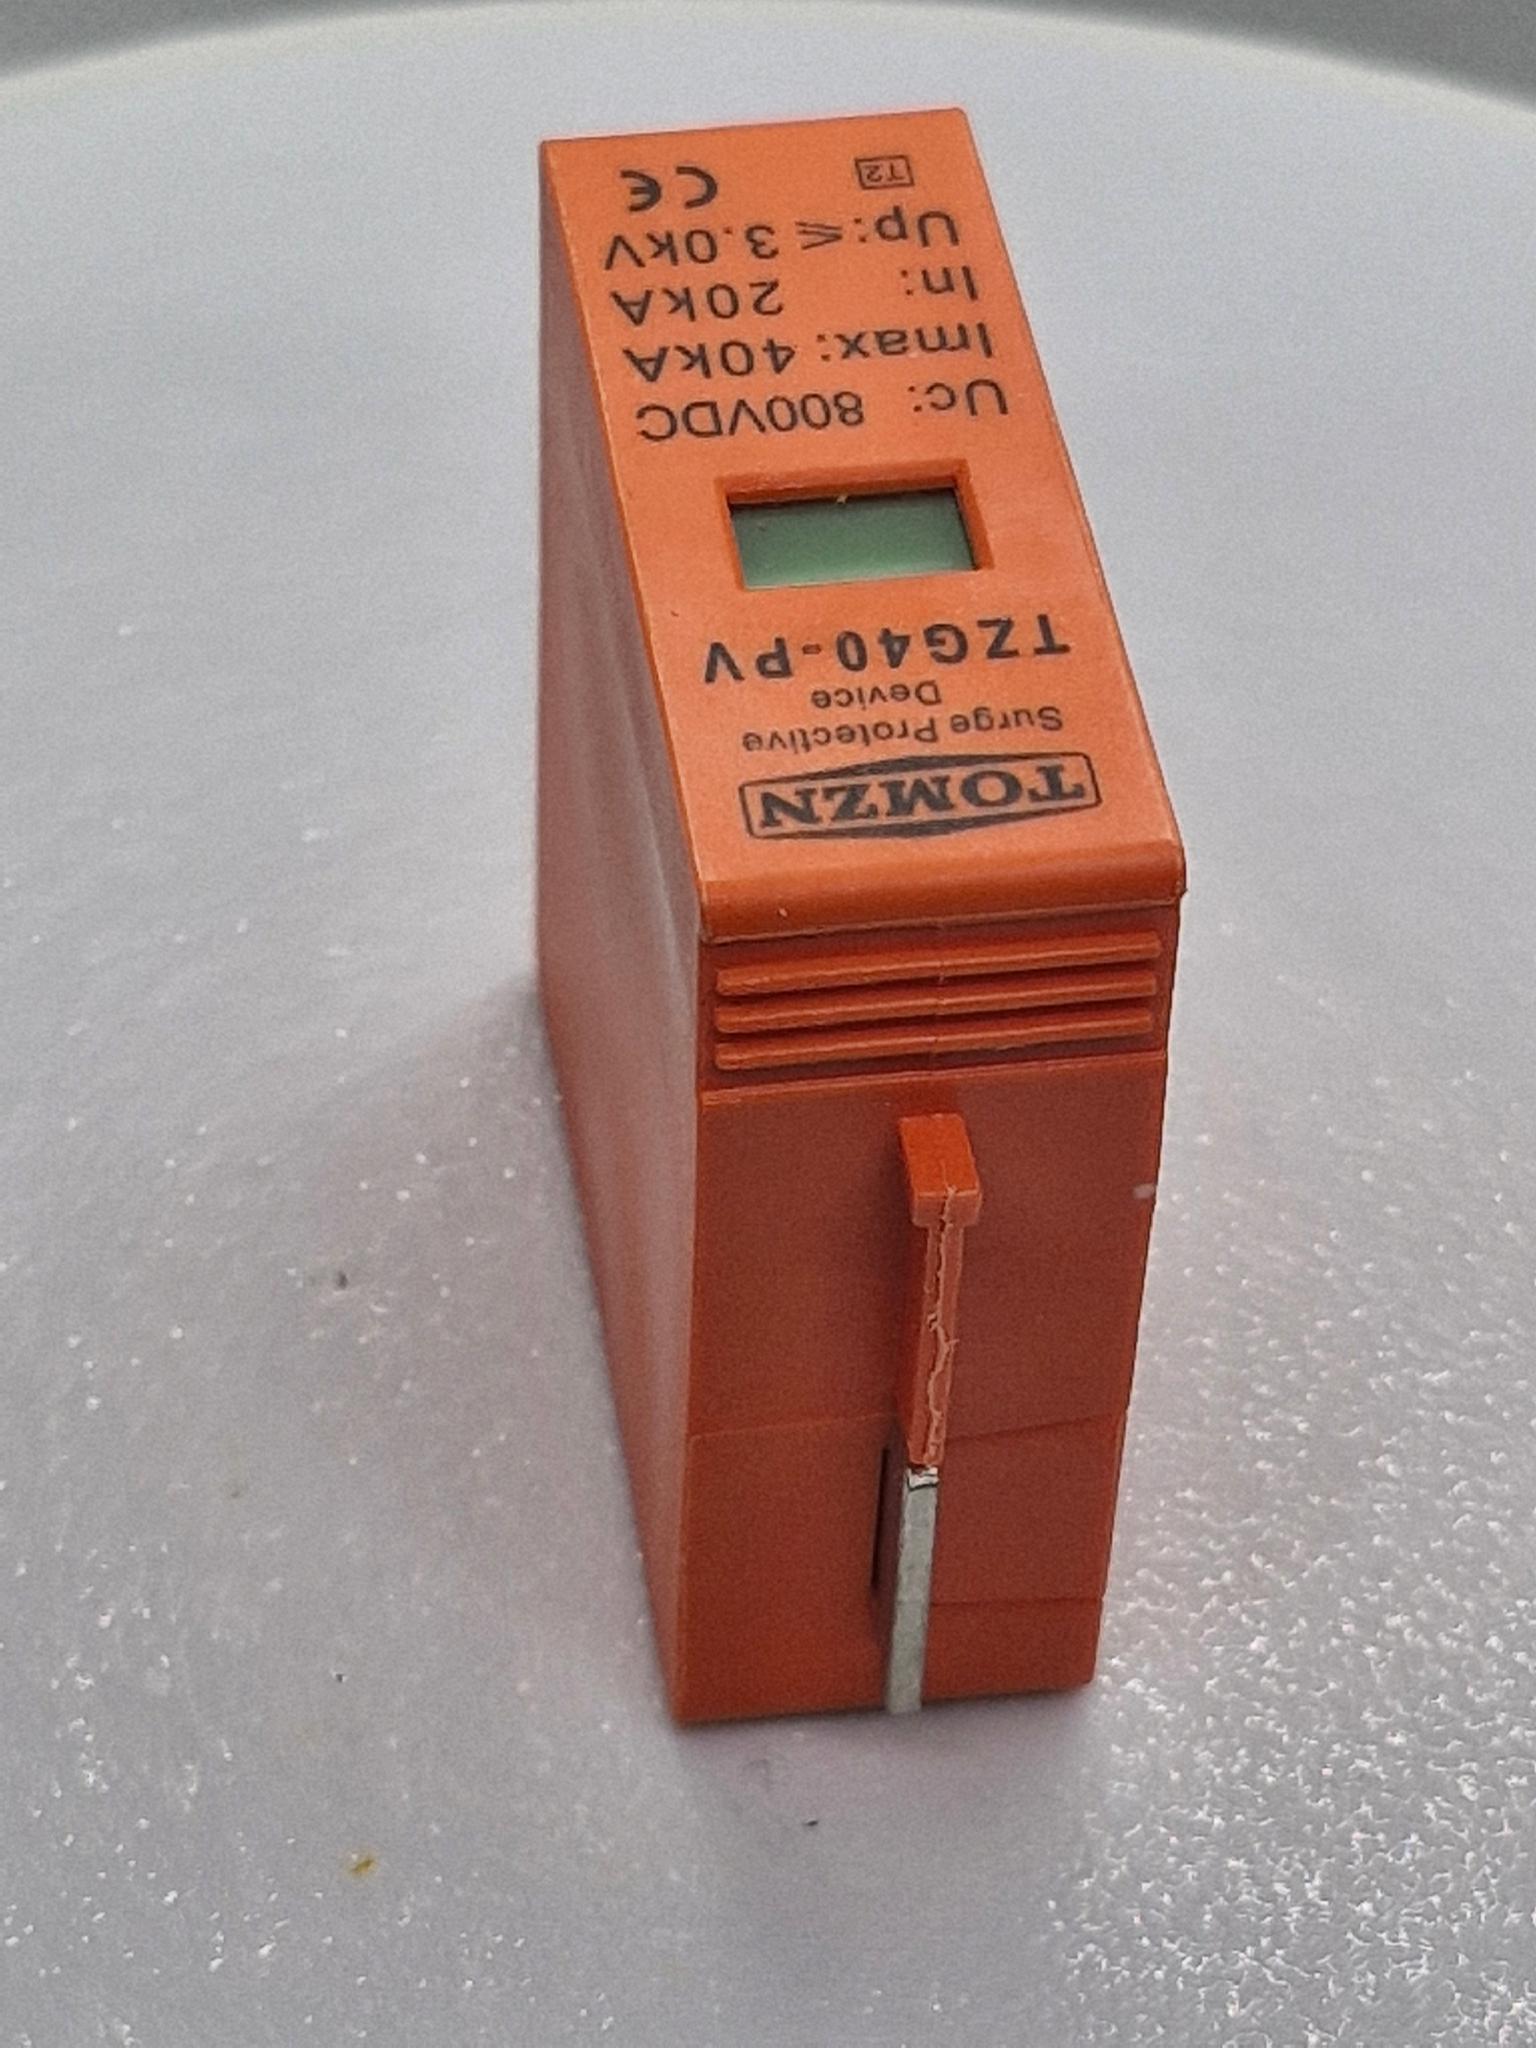 TOMZN
Surge Protective
Device
TZG40-PV
Uc: 800VDC
Imax: 40kA
In: 20kA
Up:≤3.0kV
T2 CE